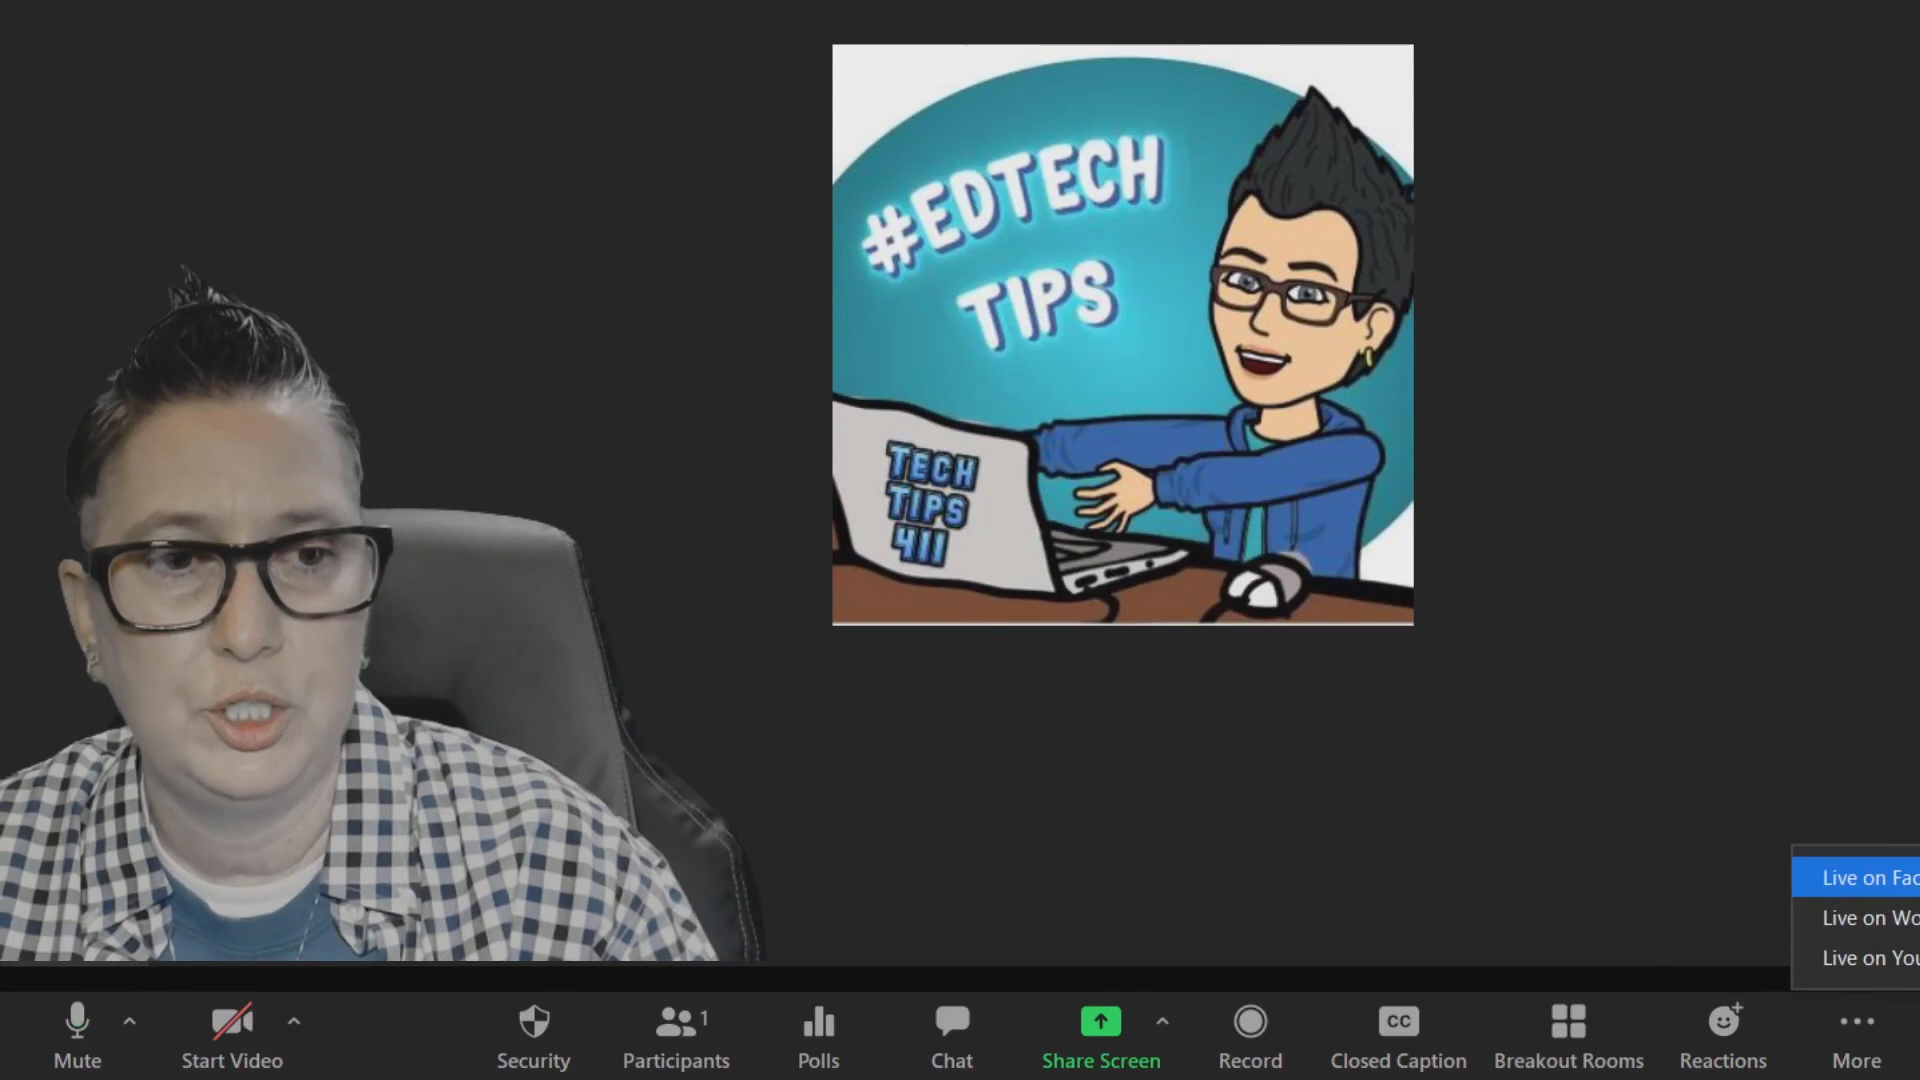 #EDTECH
TIPS
TECH
TIPS
411
Live on Fac
Live on Wo
Live on You
1
Mute
Start Video
Security
Participants
Polls
Chat
Share Screen
Record
CC
Closed Caption
Breakout Rooms
Reactions
More